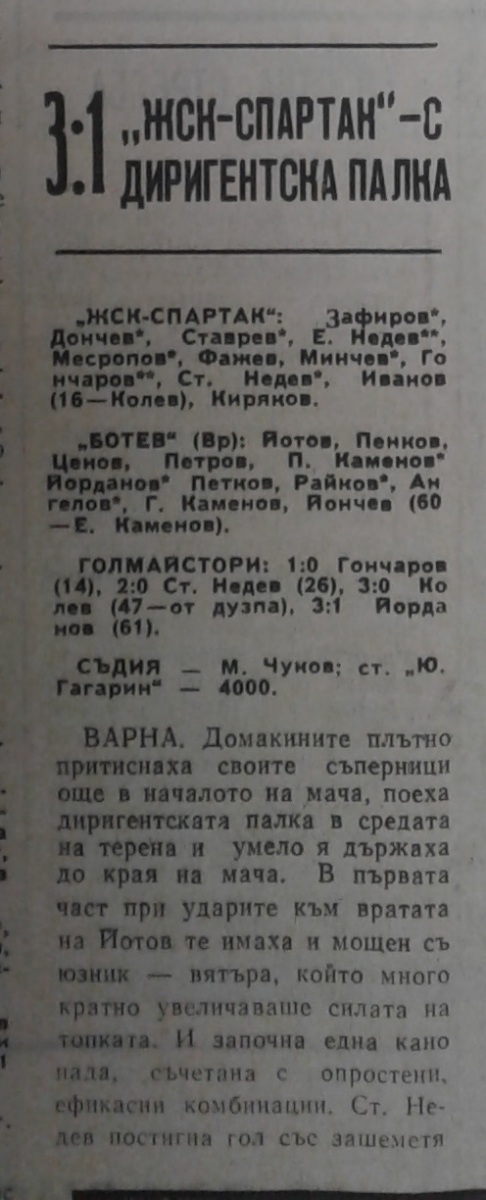 3:1 „ЖСК-СПАРТАК“-С
ДИРИГЕНТСКА ПАЛКА
„ЖСК-СПАРТАК“: Зафиров*,
Дончев*, Ставрев*, Е. Недев**,
Месропов*, Фажев, Минчев*, Го
нчаров**, Ст. Недев*, Иванов
(16—Колев), Киряков.
„БОТЕВ“ (Вр): Йотов, Пенков,
Ценов, Петров, П. Каменов*
Йорданов* Петков, Райков*, Ан
гелов*, Г. Каменов, Йончев (60
—Е. Каменов).
ГОЛМАЙСТОРИ: 1:0 Гончаров
(14), 2:0 Ст. Недев (26), 3:0 Ко
лев (47—от дузпа), 3:1 Йорда
нов (61).
СЪДИЯ — М. Чунов; ст. „Ю.
Гагарин“ — 4000.
ВАРНА. Домакините плътно
притиснаха своите съперници
още в началото на мача, поеха
диригентската палка в средата
на терена и умело я държаха
до края на мача. В първата
част при ударите към вратата
на Йотов те имаха и мощен съ
юзник — вятъра, който много
кратно увеличаваше силата на
топката. И започна една кано
нада, съчетана с опростени,
ефикасни комбинации. Ст. Не-
дев постигна гол със зашеметя